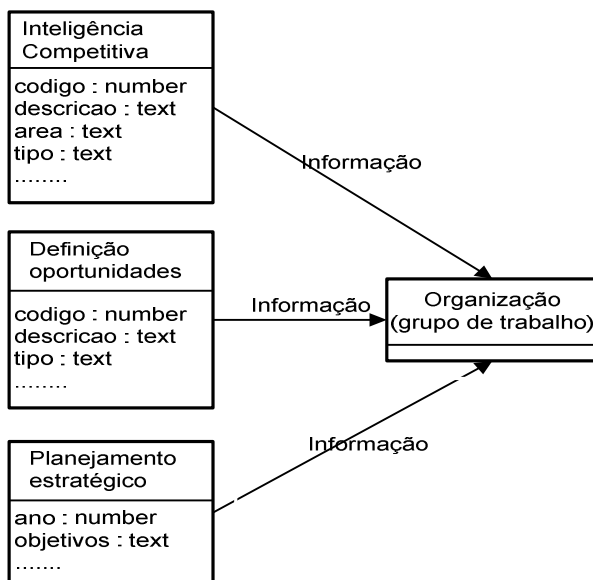 Inteligência
Competitiva
codigo : number
descricao : text
area : text
tipo : text
........
Informação
Definição
oportunidades
codigo : number
descricao : text
tipo : text
........
Informação
Organização
(grupo de trabalho)
Informação
Planejamento
estratégico
ano : number
objetivos : text
.......